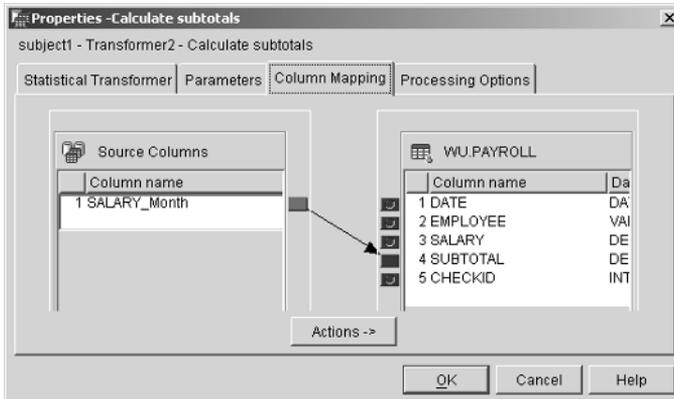 Properties -Calculate subtotals
subject1 - Transformer2 - Calculate subtotals
Statistical Transformer Parameters Column Mapping Processing Options
Source Columns
Column name
1 SALARY_Month
WU.PAYROLL
Column name Da
1 DATE DA
2 EMPLOYEE VAI
3 SALARY DE
4 SUBTOTAL DE
5 CHECKID INT
Actions ->
OK Cancel Help